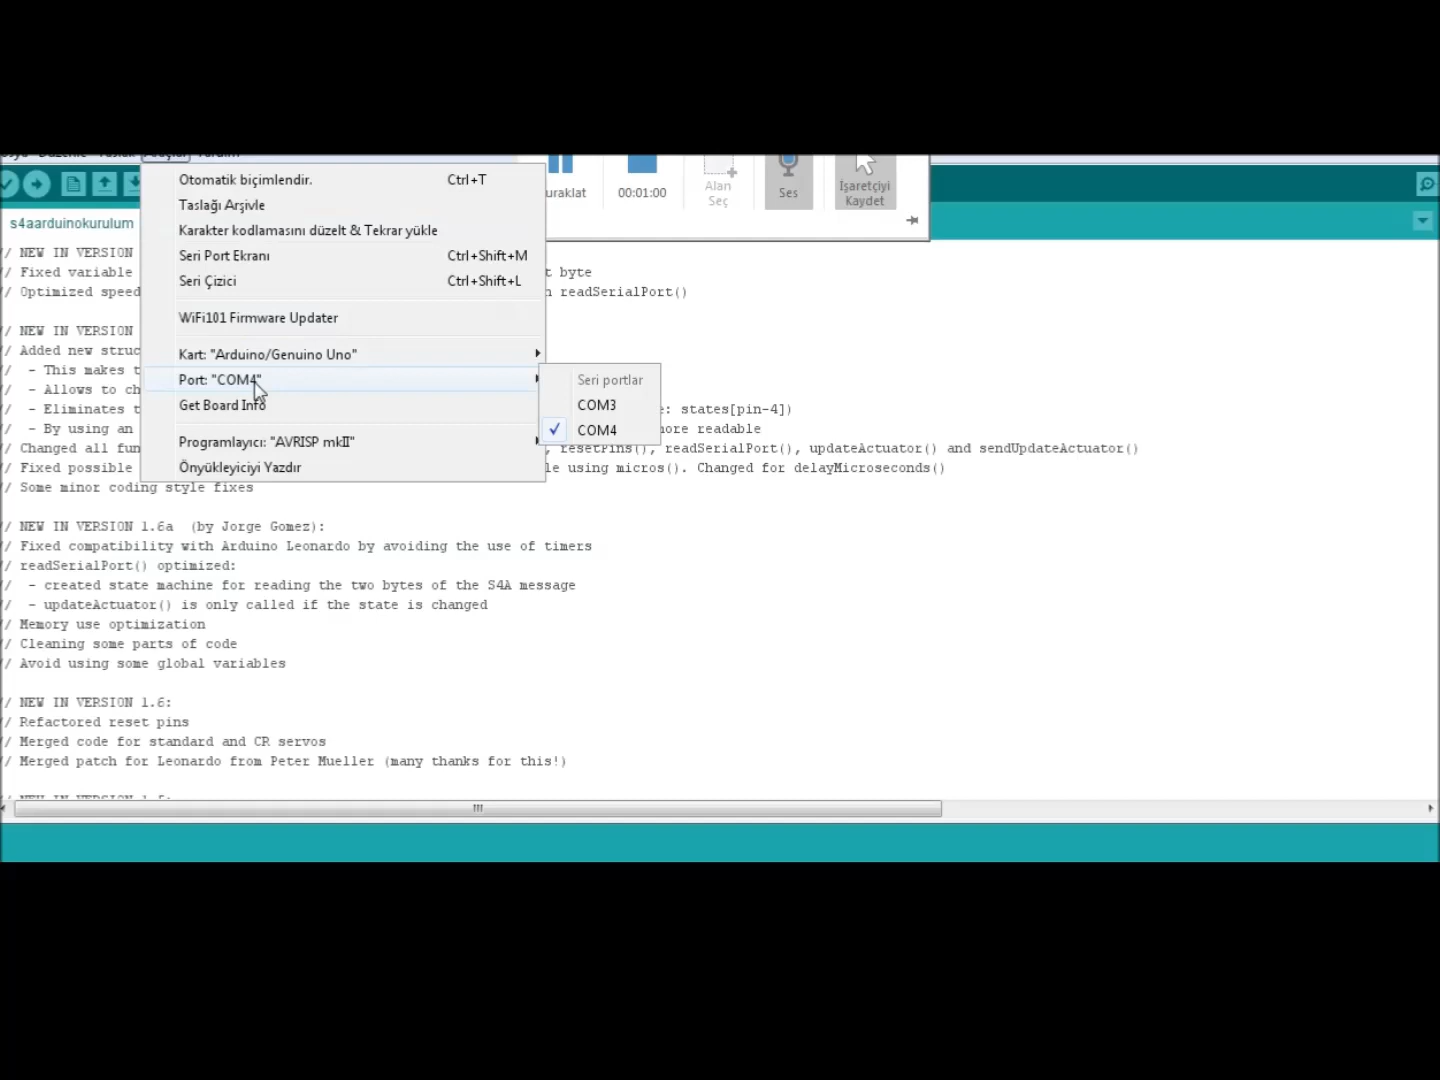 Otomatik biçimlendir. Ctrl+T
Taslağı Arşivle
Karakter kodlamasını düzelt & Tekrar yükle
Seri Port Ekranı Ctrl+Shift+M
Seri Çizici Ctrl+Shift+L
WiFi101 Firmware Updater
Kart: "Arduino/Genuino Uno"
Port: "COM4"
Get Board Info
Programlayıcı: "AVRISP mkII"
Önyükleyiciyi Yazdır
Seri portlar
COM3
COM4
uraklat
00:01:00
Alan
Seç
Ses
İşaretçiyi
Kaydet
s4aarduinokurulum
// NEW IN VERSION
// Fixed variable t byte
// Optimized speed readSerialPort()
// NEW IN VERSION
// Added new struc
// - This makes t
// - Allows to ch
// - Eliminates t e: states[pin-4])
// - By using an more readable
// Changed all fun , resetPins(), readSerialPort(), updateActuator() and sendUpdateActuator()
// Fixed possible le using micros(). Changed for delayMicroseconds()
// Some minor coding style fixes
// NEW IN VERSION 1.6a (by Jorge Gomez):
// Fixed compatibility with Arduino Leonardo by avoiding the use of timers
// readSerialPort() optimized:
// - created state machine for reading the two bytes of the S4A message
// - updateActuator() is only called if the state is changed
// Memory use optimization
// Cleaning some parts of code
// Avoid using some global variables
// NEW IN VERSION 1.6:
// Refactored reset pins
// Merged code for standard and CR servos
// Merged patch for Leonardo from Peter Mueller (many thanks for this!)